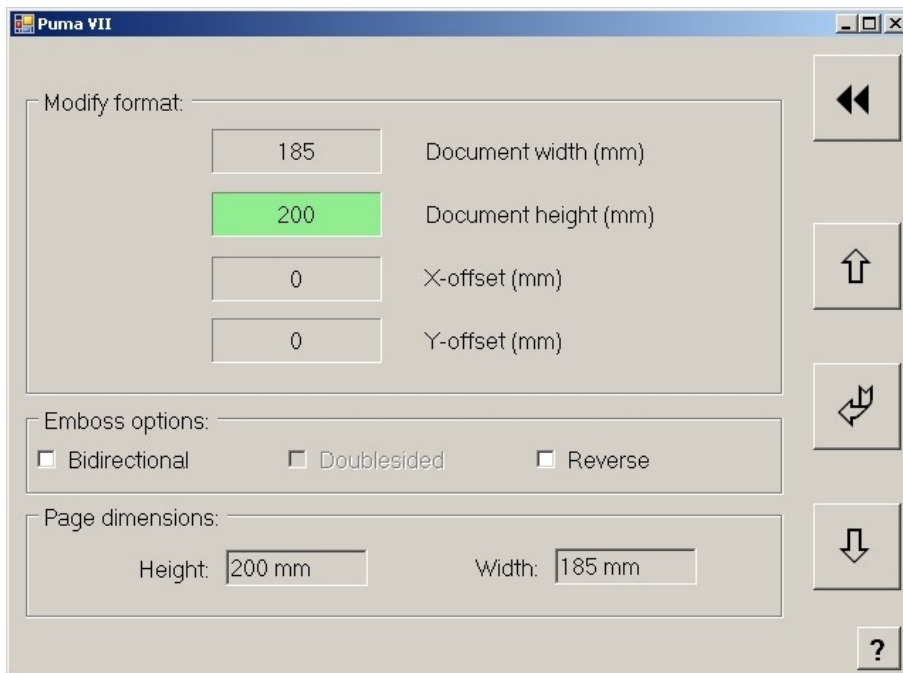 Puma VII
Modify format:
185 Document width (mm)
200 Document height (mm)
0 X-offset (mm)
0 Y-offset (mm)
Emboss options:
Bidirectional Doublesided Reverse
Page dimensions:
Height: 200 mm Width: 185 mm
?